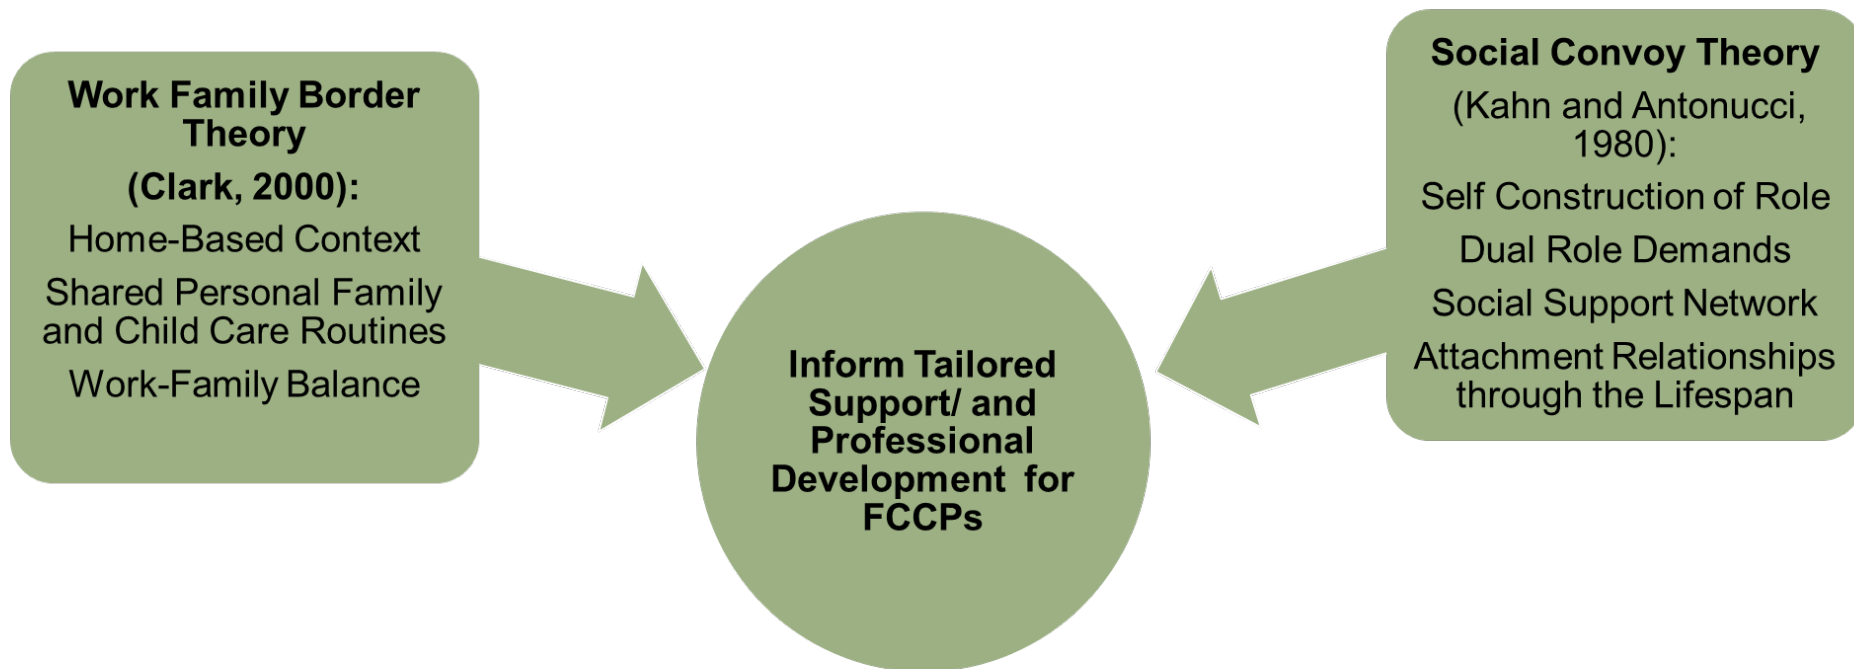 Work Family Border
Theory
(Clark, 2000):
Home-Based Context
Shared Personal Family
and Child Care Routines
Work-Family Balance
Inform Tailored
Support/ and
Professional
Development  for
FCCPs
Social Convoy Theory
(Kahn and Antonucci,
1980):
Self Construction of Role
Dual Role Demands
Social Support Network
Attachment Relationships
through the Lifespan